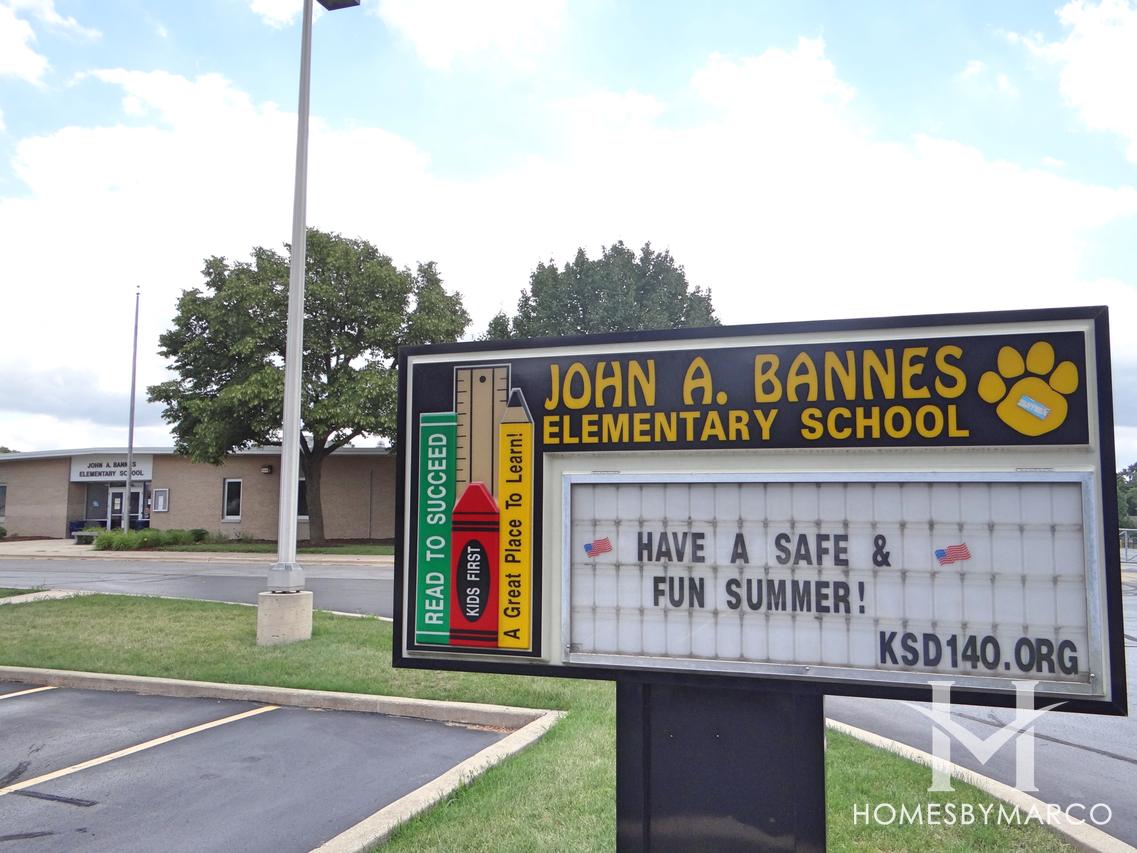 JOHN A. BANNES
ELEMENTARY SCHOOL
JOHN A. BANNES
ELEMENTARY SCHOOL
READ TO SUCCEED
KIDS FIRST
A Great Place To Learn!
HAVE A SAFE &
FUN SUMMER!
KSD140.ORG
HM
HOMESBYMARCO